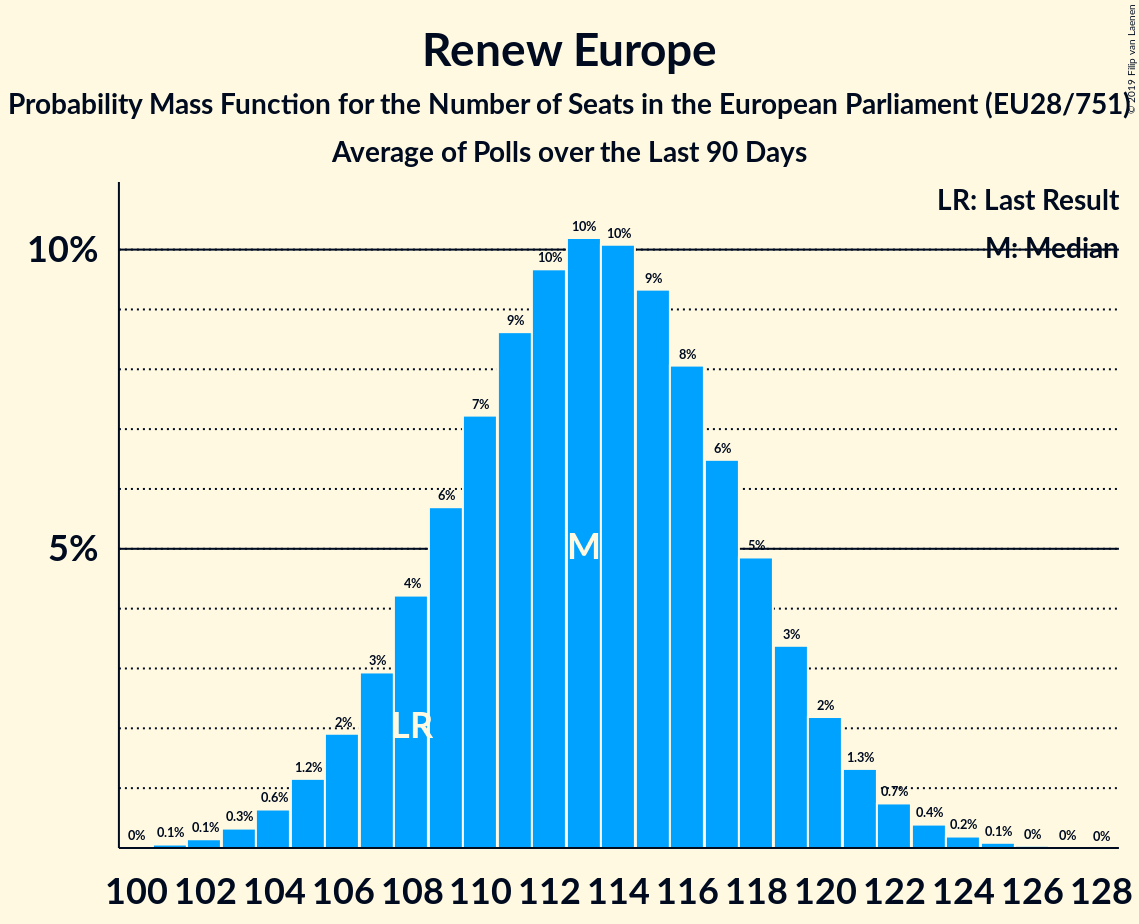 Renew Europe
Probability Mass Function for the Number of Seats in the European Parliament (EU28/751)
Average of Polls over the Last 90 Days
© 2019 Filip van Laenen
LR: Last Result
M: Median
10%
5%
0% 0.1% 0.1% 0.3% 0.6% 1.2% 2% 3% 4% 6% 7% 9% 10% 10% 10% 9% 8% 6% 5% 3% 2% 1.3% 0.7% 0.4% 0.2% 0.1% 0% 0% 0%
M
LR
100 102 104 106 108 110 112 114 116 118 120 122 124 126 128